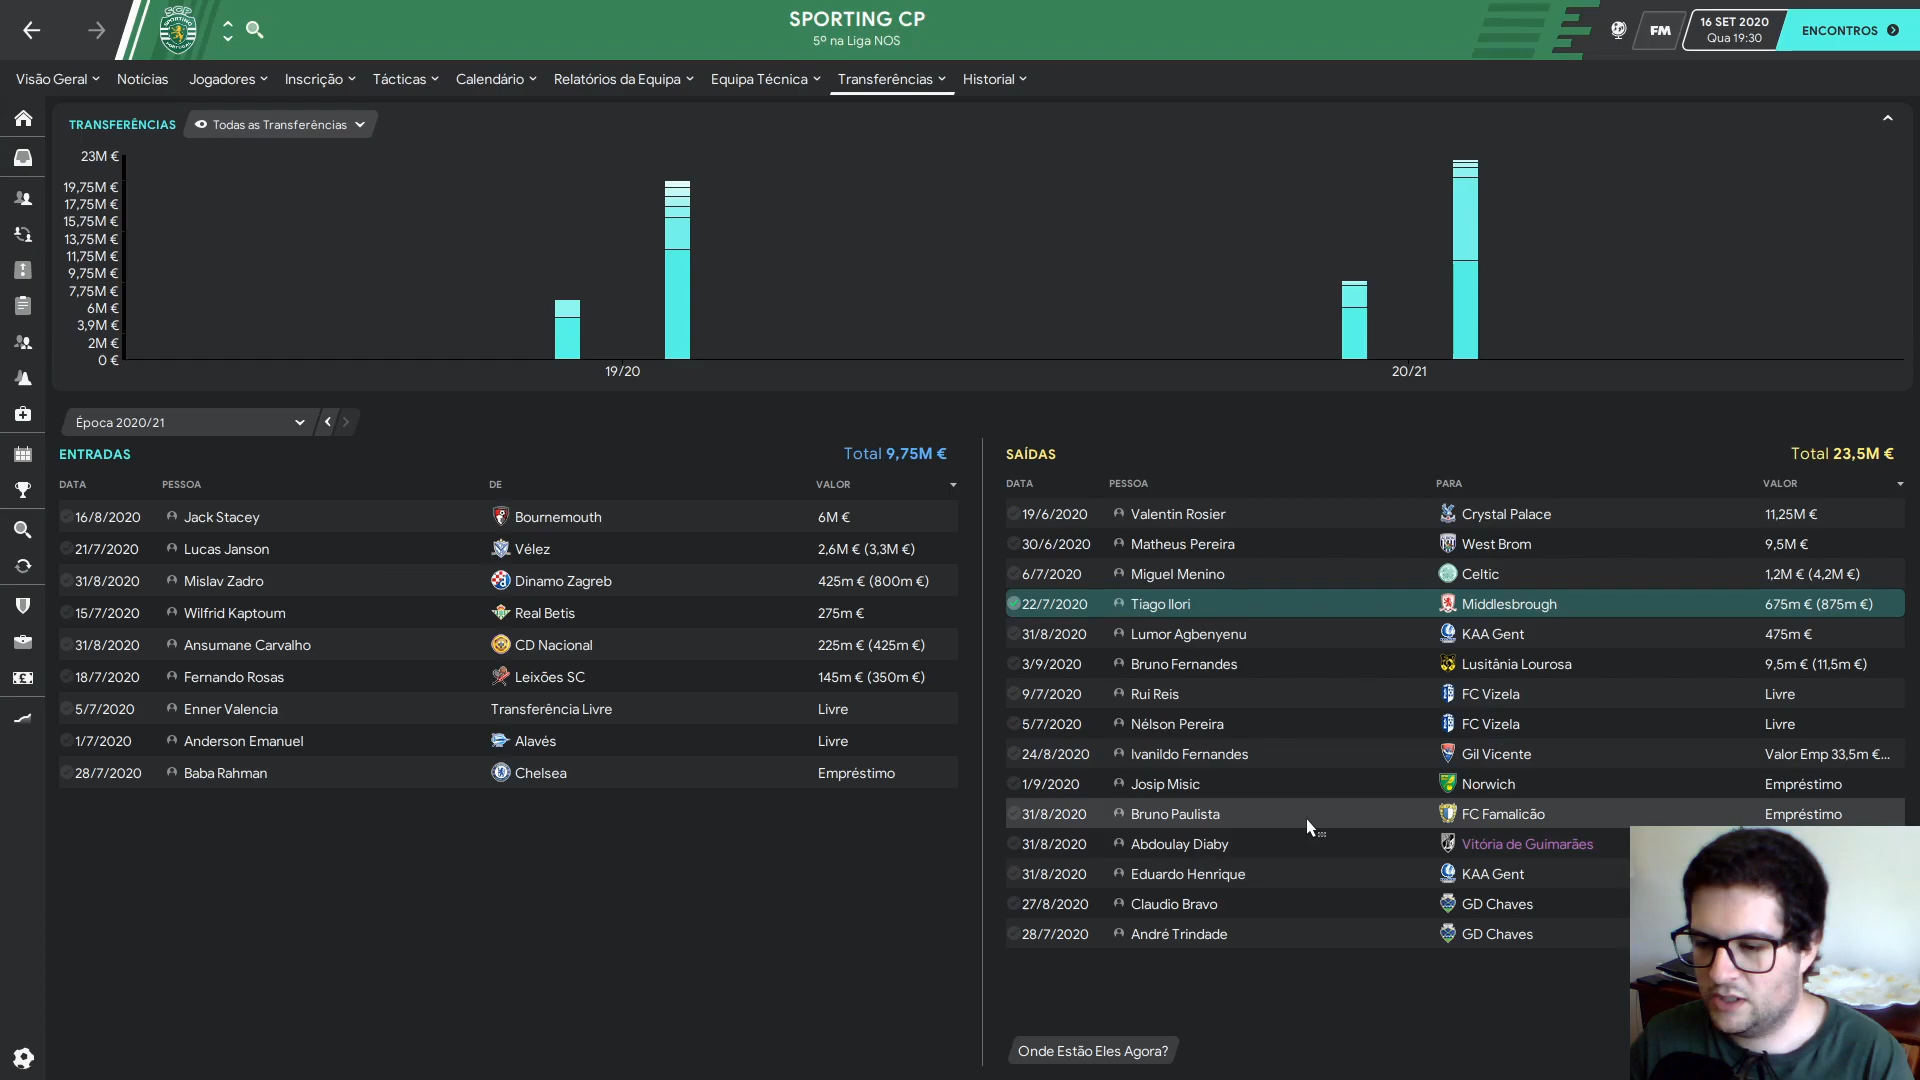 SPORTING CP
5º na Liga NOS
FM
16 SET 2020
Qua 19:30
ENCONTROS
Visão Geral Notícias Jogadores Inscrição Tácticas Calendário Relatórios da Equipa Equipa Técnica Transferências Historial
TRANSFERÊNCIAS Todas as Transferências
23M €
19,75M €
17,75M €
15,75M €
13,75M €
11,75M €
9,75M €
7,75M €
6M €
3,9M €
2M €
0 €
19/20 20/21
Época 2020/21
ENTRADAS Total 9,75M €
DATA PESSOA DE VALOR
16/8/2020 Jack Stacey Bournemouth 6M €
21/7/2020 Lucas Janson Vélez 2,6M € (3,3M €)
31/8/2020 Mislav Zadro Dinamo Zagreb 425m € (800m €)
15/7/2020 Wilfrid Kaptoum Real Betis 275m €
31/8/2020 Ansumane Carvalho CD Nacional 225m € (425m €)
18/7/2020 Fernando Rosas Leixões SC 145m € (350m €)
5/7/2020 Enner Valencia Transferência Livre Livre
1/7/2020 Anderson Emanuel Alavés Livre
28/7/2020 Baba Rahman Chelsea Empréstimo
SAÍDAS Total 23,5M €
DATA PESSOA PARA VALOR
19/6/2020 Valentin Rosier Crystal Palace 11,25M €
30/6/2020 Matheus Pereira West Brom 9,5M €
6/7/2020 Miguel Menino Celtic 1,2M € (4,2M €)
22/7/2020 Tiago Ilori Middlesbrough 675m € (875m €)
31/8/2020 Lumor Agbenyenu KAA Gent 475m €
3/9/2020 Bruno Fernandes Lusitânia Lourosa 9,5m € (11,5m €)
9/7/2020 Rui Reis FC Vizela Livre
5/7/2020 Nélson Pereira FC Vizela Livre
24/8/2020 Ivanildo Fernandes Gil Vicente Valor Emp 33,5m €...
1/9/2020 Josip Misic Norwich Empréstimo
31/8/2020 Bruno Paulista FC Famalicão Empréstimo
31/8/2020 Abdoulay Diaby Vitória de Guimarães
31/8/2020 Eduardo Henrique KAA Gent
27/8/2020 Claudio Bravo GD Chaves
28/7/2020 André Trindade GD Chaves
Onde Estão Eles Agora?